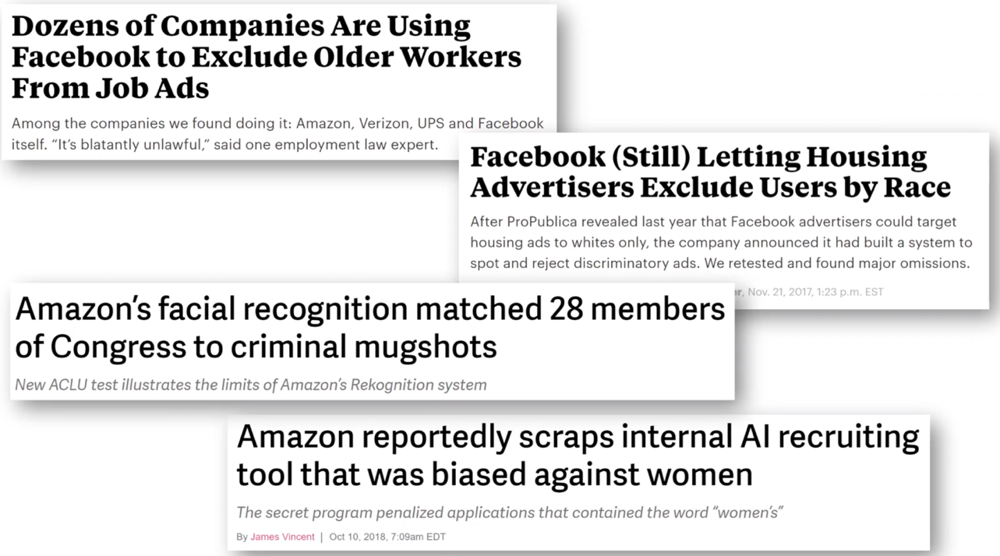 Dozens of Companies Are Using
Facebook to Exclude Older Workers
From Job Ads
Among the companies we found doing it: Amazon, Verizon, UPS and Facebook
itself. “It’s blatantly unlawful,” said one employment law expert.
Facebook (Still) Letting Housing
Advertisers Exclude Users by Race
After ProPublica revealed last year that Facebook advertisers could target
housing ads to whites only, the company announced it had built a system to
spot and reject discriminatory ads. We retested and found major omissions.
, Nov. 21, 2017, 1:23 p.m. EST
Amazon’s facial recognition matched 28 members
of Congress to criminal mugshots
New ACLU test illustrates the limits of Amazon’s Rekognition system
Amazon reportedly scraps internal AI recruiting
tool that was biased against women
The secret program penalized applications that contained the word “women’s”
By James Vincent | Oct 10, 2018, 7:09am EDT